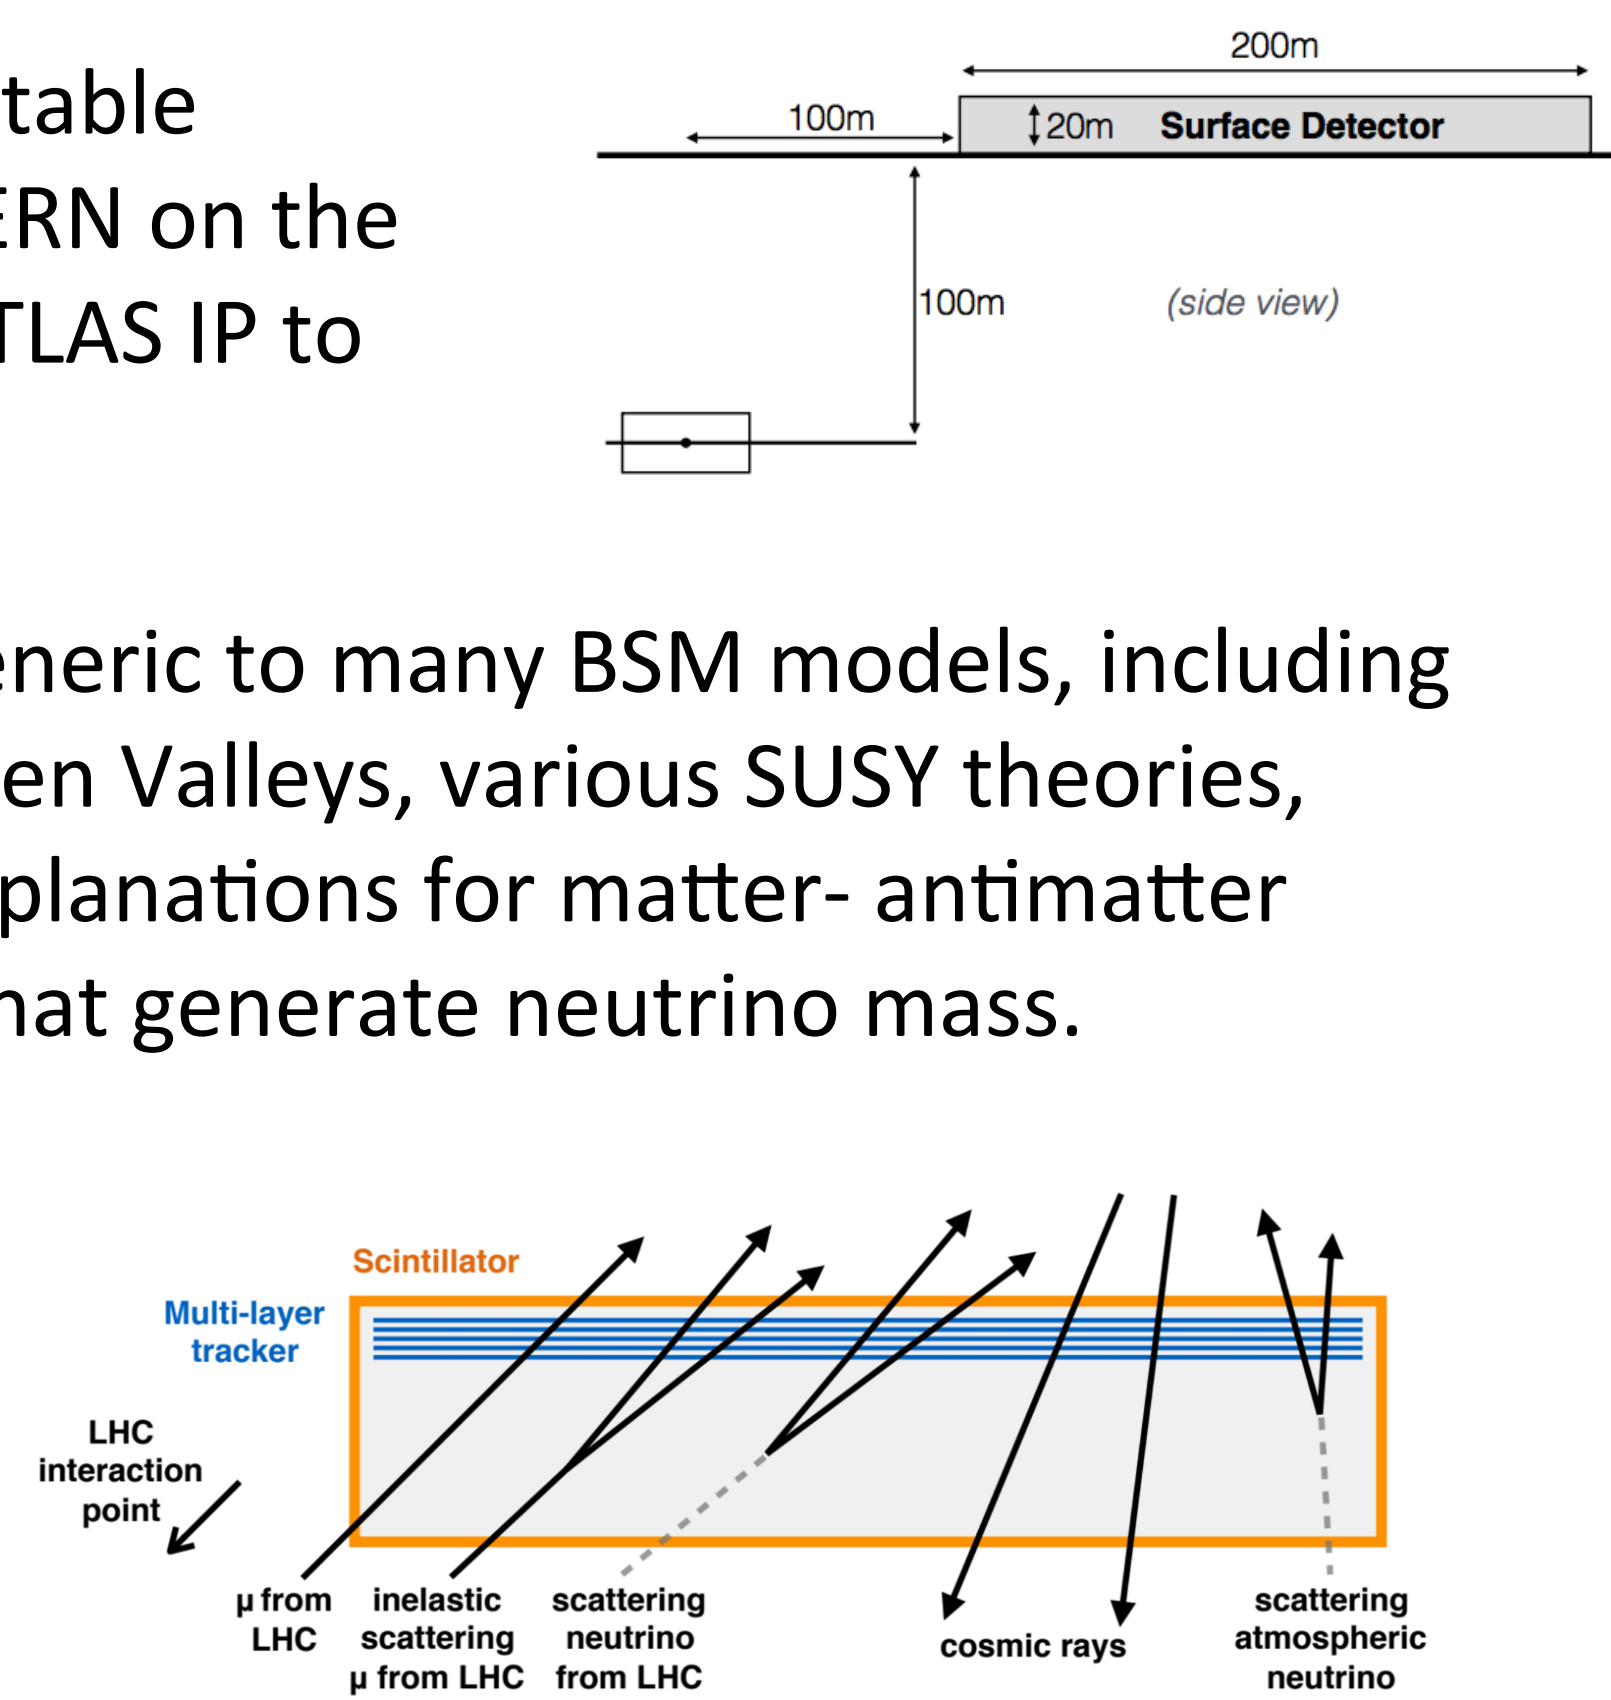 200m
table
100m
20m Surface Detector
ERN on the
100m
(side view)
TLAS IP to
eneric to many BSM models, including
en Valleys, various SUSY theories,
planations for matter- antimatter
hat generate neutrino mass.
Scintillator
Multi-layer
tracker
LHC
interaction
point
μ from
LHC
inelastic
scattering
μ from LHC
scattering
neutrino
from LHC
cosmic rays
scattering
atmospheric
neutrino